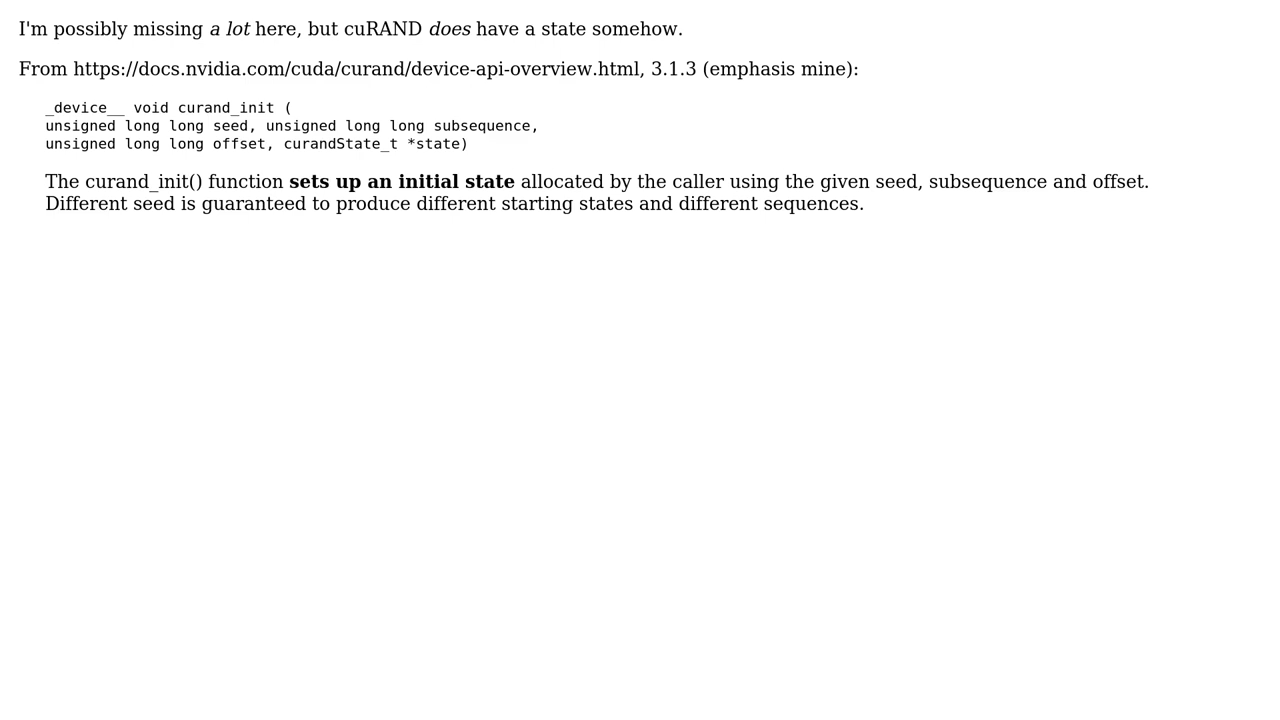 I'm possibly missing a lot here, but cuRAND does have a state somehow.
From https://docs.nvidia.com/cuda/curand/device-api-overview.html, 3.1.3 (emphasis mine):
_device__ void curand_init (
unsigned long long seed, unsigned long long subsequence,
unsigned long long offset, curandState_t *state)
The curand_init() function sets up an initial state allocated by the caller using the given seed, subsequence and offset.
Different seed is guaranteed to produce different starting states and different sequences.